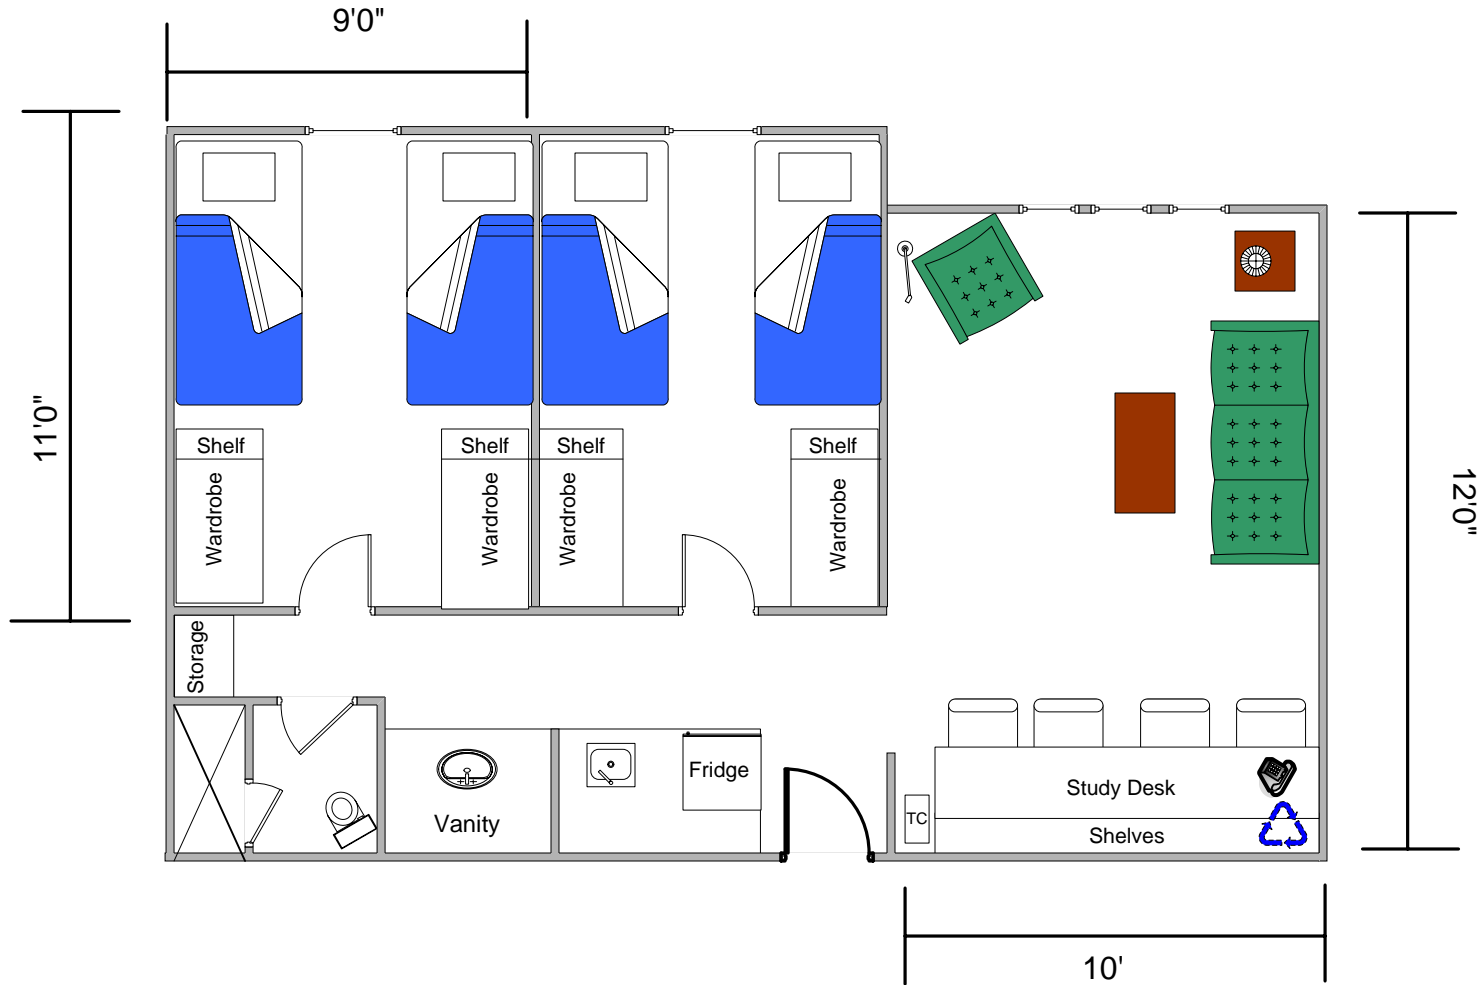 9'0"
11'0"
12'0"
Shelf
Shelf
Shelf
Shelf
Wardrobe
Wardrobe
Wardrobe
Wardrobe
Storage
Fridge
Study Desk
TC
Vanity
Shelves
10'